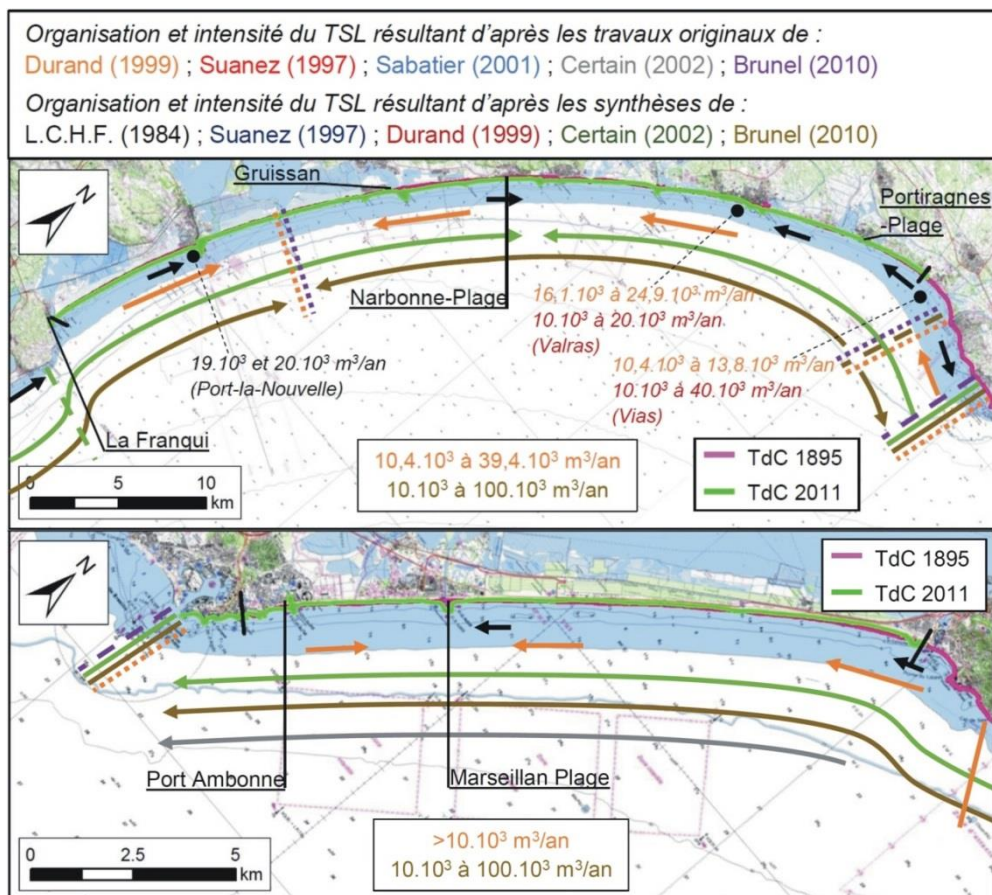 Organisation et intensité du TSL résultant d'après les travaux originaux de :
Durand (1999) ; Suanez (1997) ; Sabatier (2001) ; Certain (2002) ; Brunel (2010)
Organisation et intensité du TSL résultant d'après les synthèses de :
L.C.H.F. (1984) ; Suanez (1997) ; Durand (1999) ; Certain (2002) ; Brunel (2010)
N
Gruissan
Portiragnes
-Plage
Narbonne-Plage
16,1.10³ à 24,9.10³ m³/an
10.10³ à 20.10³ m³/an
(Valras)
19.10³ et 20.10³ m³/an
(Port-la-Nouvelle)
10,4.10³ à 13,8.10³ m³/an
10.10³ à 40.10³ m³/an
(Vias)
La Franqui
10,4.10³ à 39,4.10³ m³/an
10.10³ à 100.10³ m³/an
TdC 1895
TdC 2011
0 5 10
km
N
TdC 1895
TdC 2011
Port Ambonne
Marseillan Plage
>10.10³ m³/an
10.10³ à 100.10³ m³/an
0 2.5 5
km